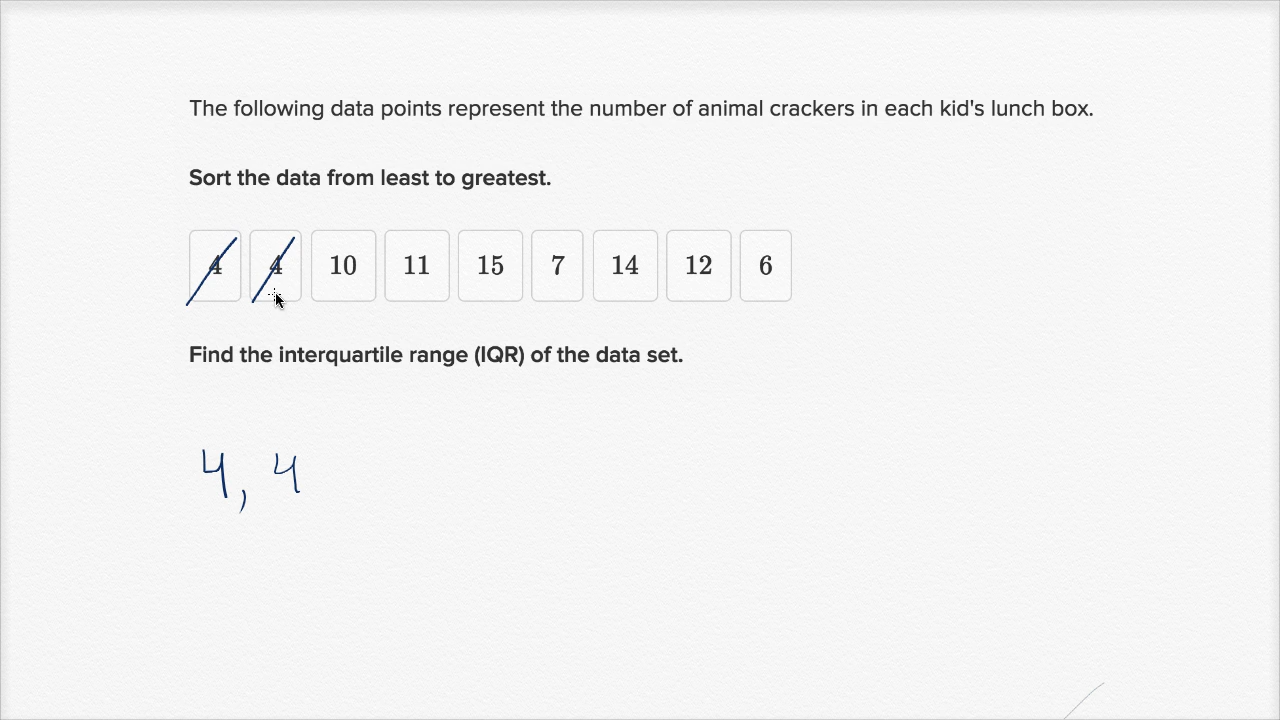 The following data points represent the number of animal crackers in each kid's lunch box.
Sort the data from least to greatest.
4 4 10 11 15 7 14 12 6
Find the interquartile range (IQR) of the data set.
4, 4